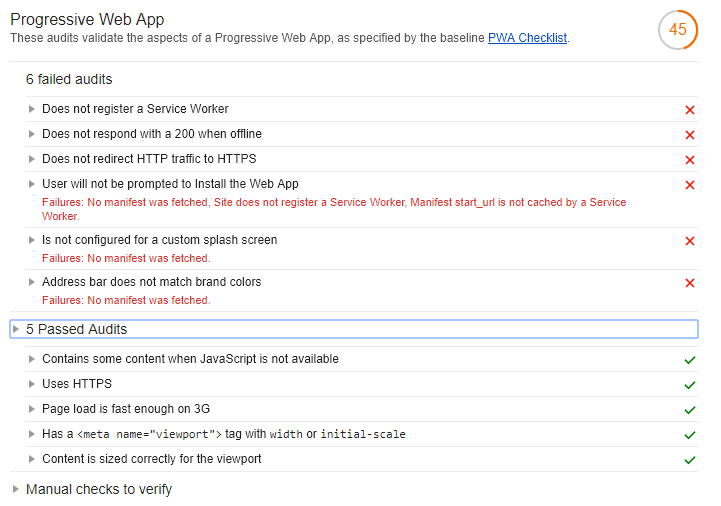 Progressive Web App
45
These audits validate the aspects of a Progressive Web App, as specified by the baseline PWA Checklist.
6 failed audits
Does not register a Service Worker
Does not respond with a 200 when offline
Does not redirect HTTP traffic to HTTPS
User will not be prompted to Install the Web App
Failures: No manifest was fetched, Site does not register a Service Worker, Manifest start_url is not cached by a Service
Worker.
Is not configured for a custom splash screen
Failures: No manifest was fetched.
Address bar does not match brand colors
Failures: No manifest was fetched.
5 Passed Audits
Contains some content when JavaScript is not available
Uses HTTPS
Page load is fast enough on 3G
Has a <meta name="viewport"> tag with width or initial-scale
Content is sized correctly for the viewport
Manual checks to verify